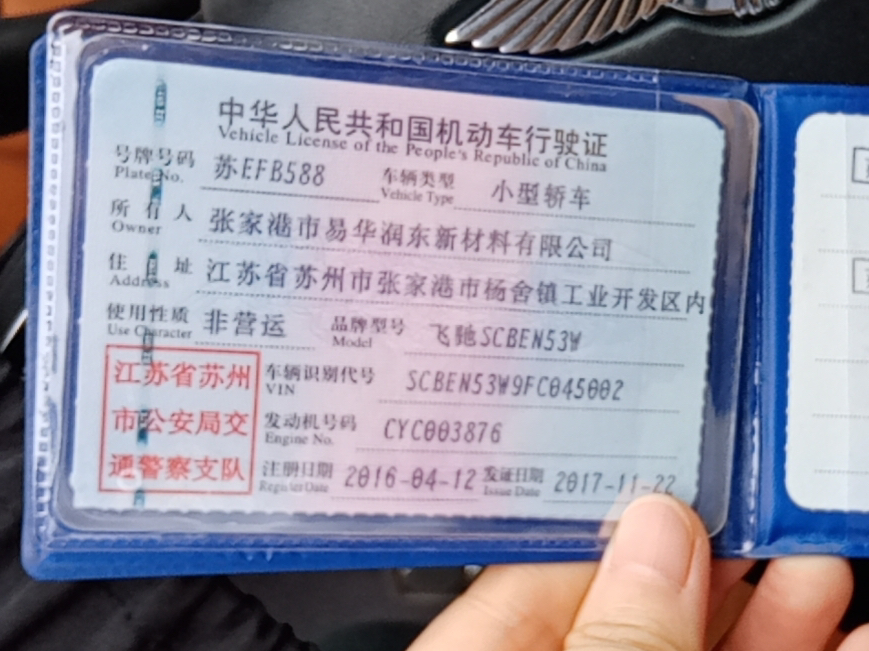 中华人民共和国机动车行驶证
Vehicle License of the People's Republic of China
号牌号码 苏EFB588 车辆类型 小型轿车
Plate No. Vehicle Type
所有人 张家港市易华润东新材料有限公司
Owner
住址 江苏省苏州市张家港市杨舍镇工业开发区内
Address
使用性质 非营运 品牌型号 飞驰SCBEN53W
Use Character Model
江苏省苏州 车辆识别代号 SCBEN53W9FC045002
VIN
市公安局交 发动机号码 CYC003876
Engine No.
通警察支队 注册日期 2016-04-12 发证日期 2017-11-22
Register Date Issue Date